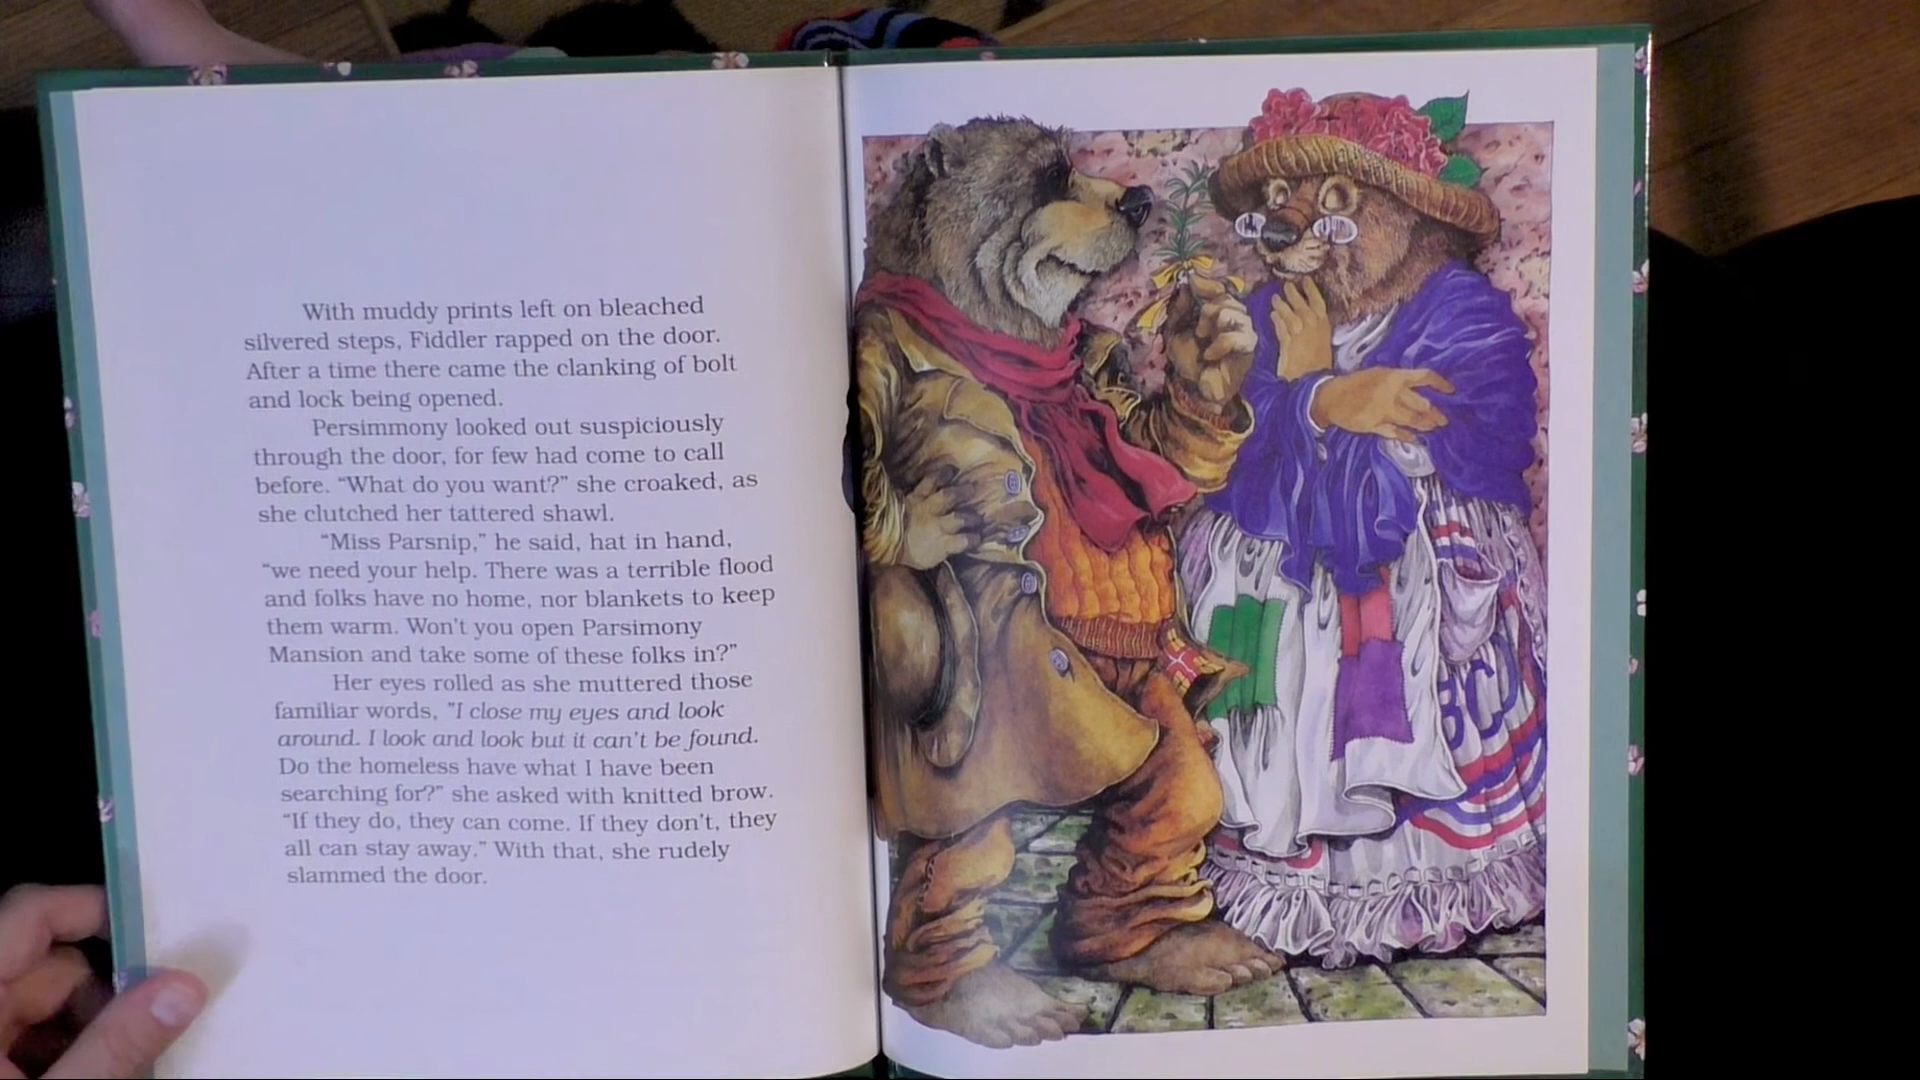 With muddy prints left on bleached
silvered steps, Fiddler rapped on the door.
After a time there came the clanking of bolt
and lock being opened.
Persimmony looked out suspiciously
through the door, for few had come to call
before. “What do you want?” she croaked, as
she clutched her tattered shawl.
“Miss Parsnip,” he said, hat in hand,
“we need your help. There was a terrible flood
and folks have no home, nor blankets to keep
them warm. Won't you open Parsimony
Mansion and take some of these folks in?”
Her eyes rolled as she muttered those
familiar words, "I close my eyes and look
around. I look and look but it can't be found.
Do the homeless have what I have been
searching for?” she asked with knitted brow.
“If they do, they can come. If they don't, they
all can stay away.” With that, she rudely
slammed the door.
BCD